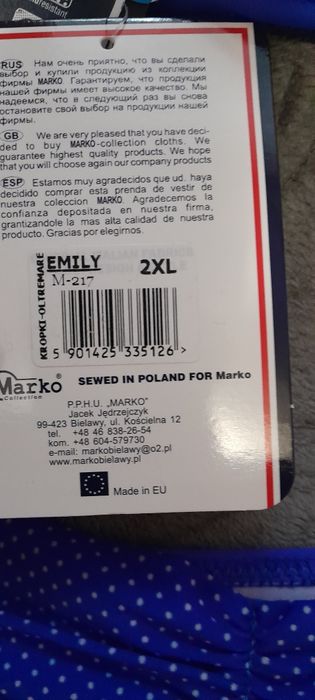 RUS Нам очень приятно, что вы сделали
выбор и купили продукцию из коллекции
фирмы MARKO. Гарантируем, что продукция
нашей фирмы имеет высокое качество. Мы
надеемся, что в следующий раз вы снова
остановите свой выбор на продукции нашей
фирмы.
GB We are very pleased that you have deci-
ded to buy MARKO-collection cloths. We
guarantee highest quality products. We hope
that you will choose again our company products
ESP Estamos muy agradecidos que ud. haya
decidido comprar esta prenda de vestir de
nuestra coleccion MARKO. Agradecemos la
confianza depositada en nuestra firma,
grantizandole la mas alta calidad de nuestra
producto. Gracias por elegirnos.
KROPKI-OLTREMARE
EMILY 2XL
M-217
5 901425 335126 >
Marko®
Collection
SEWED IN POLAND FOR Marko
P.P.H.U. „MARKO"
Jacek Jędrzejczyk
99-423 Bielawy, ul. Kościelna 12
tel. +48 46 838-26-54
kom. +48 604-579730
e-mail: markobielawy@o2.pl
www.markobielawy.pl
Made in EU